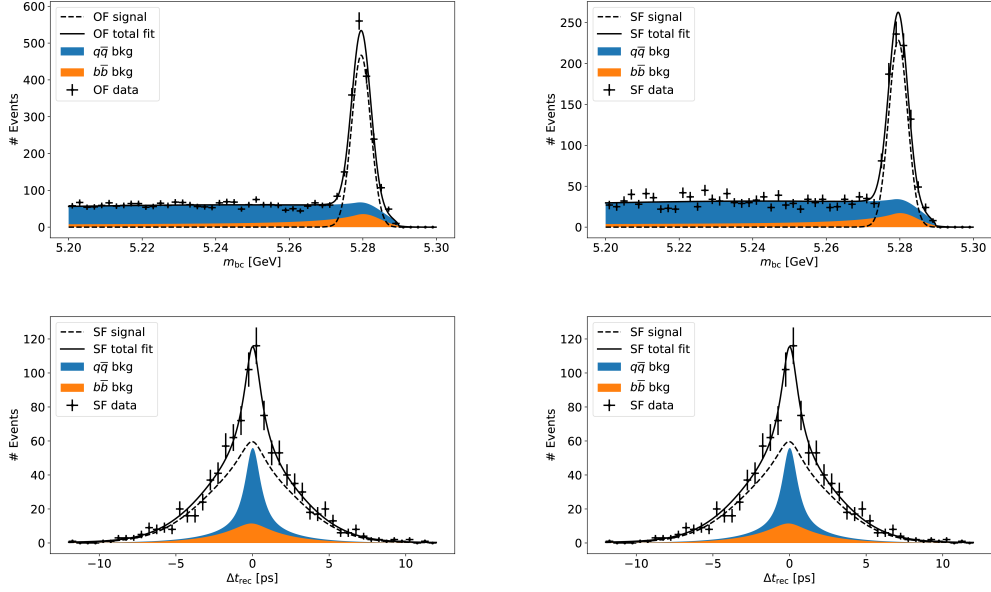 OF signal
OF total fit
qq̅ bkg
bb̅ bkg
OF data
# Events
600
500
400
300
200
100
0
5.20
5.22
5.24
5.26
5.28
5.30
m_bc [GeV]
SF signal
SF total fit
qq̅ bkg
bb̅ bkg
SF data
# Events
250
200
150
100
50
0
5.20
5.22
5.24
5.26
5.28
5.30
m_bc [GeV]
SF signal
SF total fit
qq̅ bkg
bb̅ bkg
SF data
# Events
120
100
80
60
40
20
0
−10
−5
0
5
10
Δt_rec [ps]
SF signal
SF total fit
qq̅ bkg
bb̅ bkg
SF data
# Events
120
100
80
60
40
20
0
−10
−5
0
5
10
Δt_rec [ps]